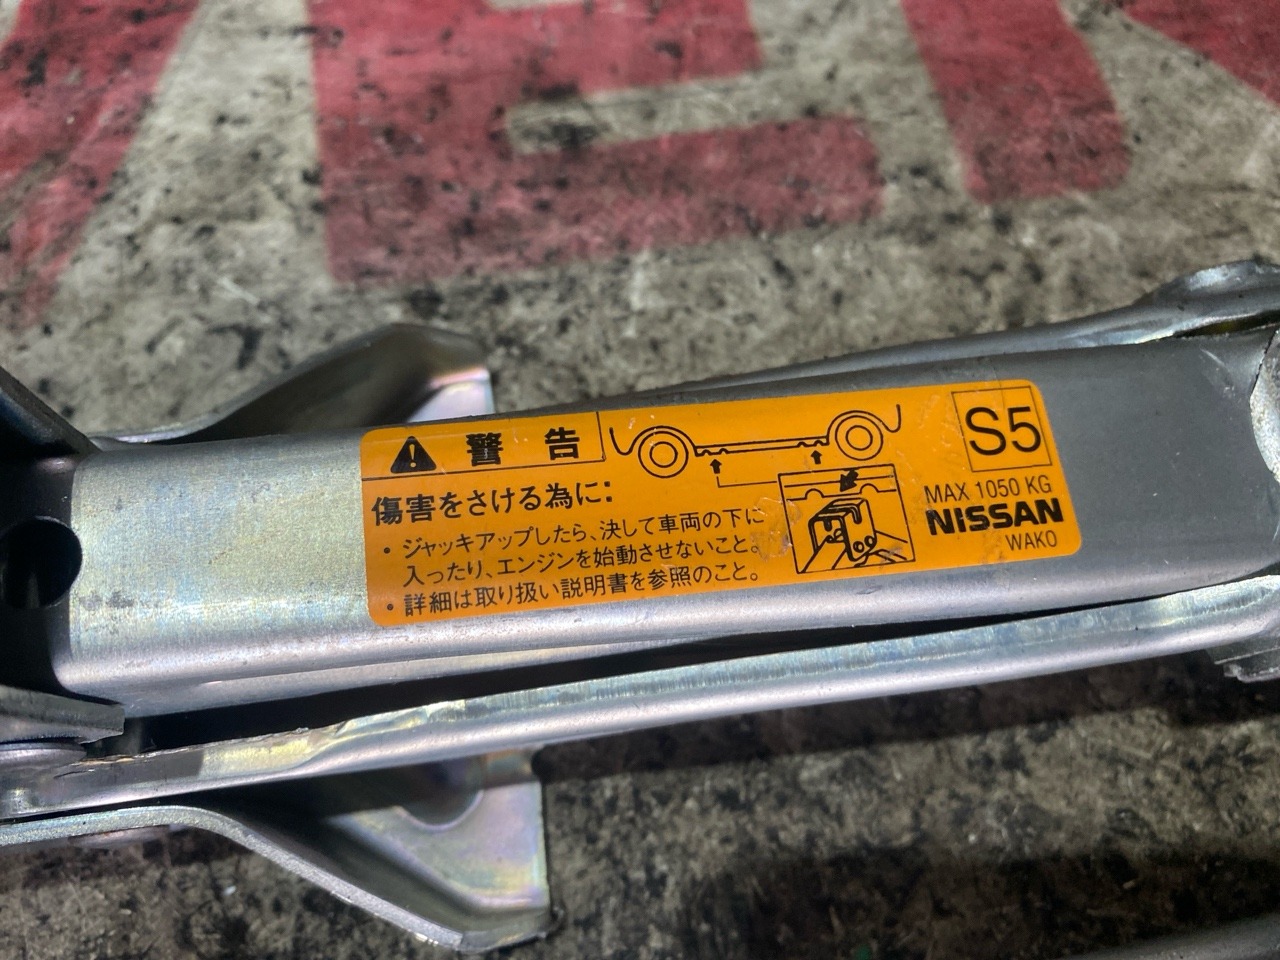 警告
傷害をさける為に:
・ジャッキアップしたら、決して車両の下に
入ったり、エンジンを始動させないこと。
・詳細は取り扱い説明書を参照のこと。
S5
MAX 1050 KG
NISSAN
WAKO